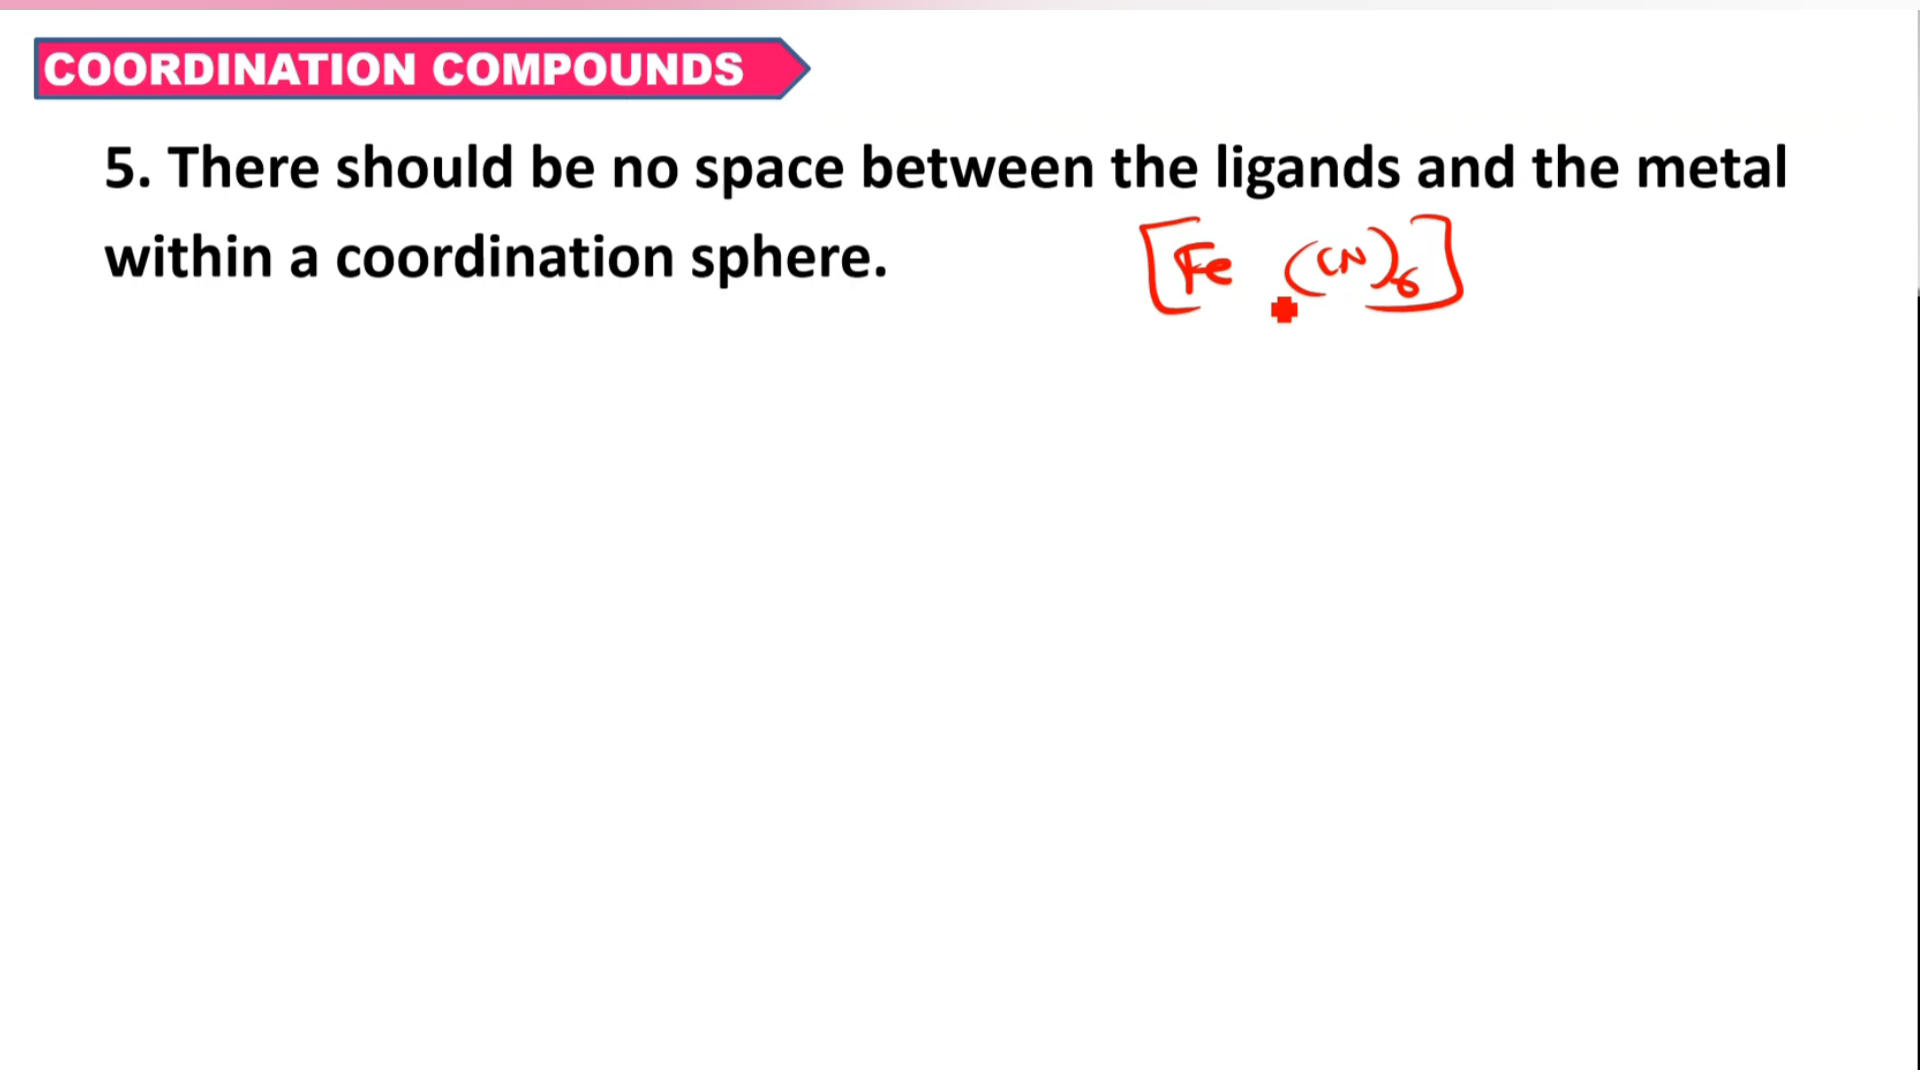 COORDINATION COMPOUNDS
5. There should be no space between the ligands and the metal
within a coordination sphere.
[Fe (CN)6]